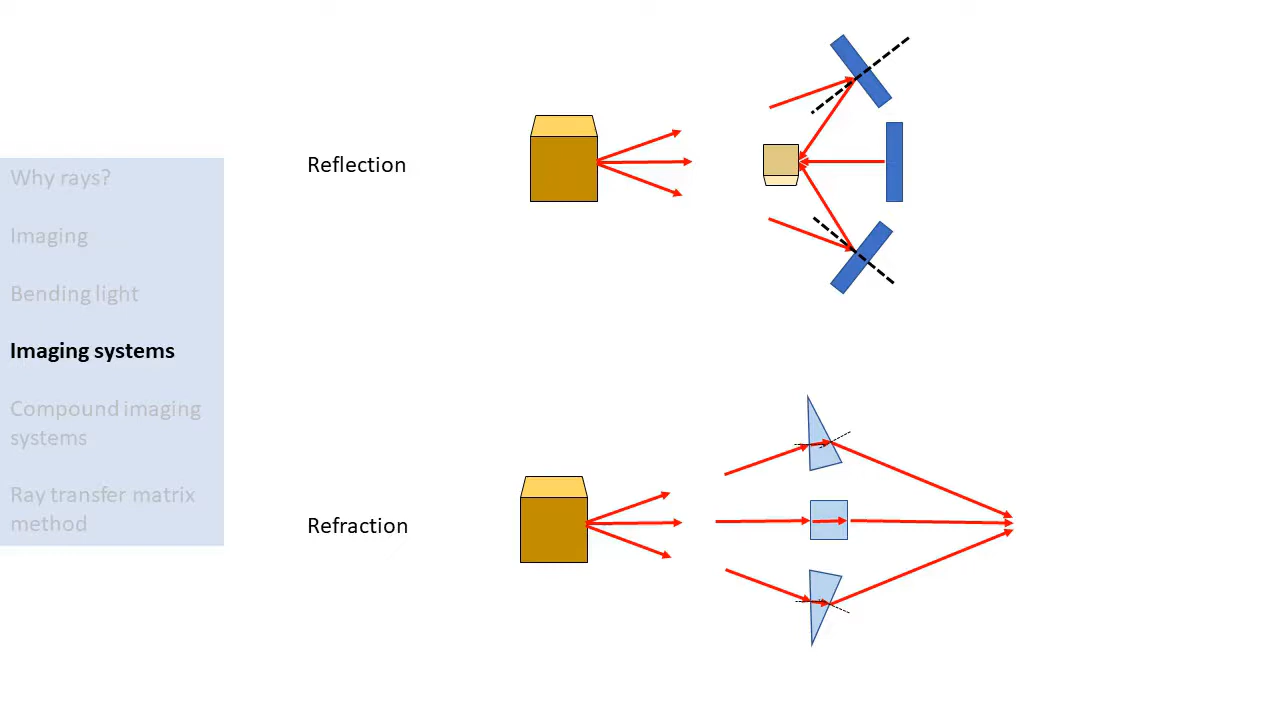 Why rays?
Imaging
Bending light
Imaging systems
Compound imaging
systems
Ray transfer matrix
method
Reflection
Refraction